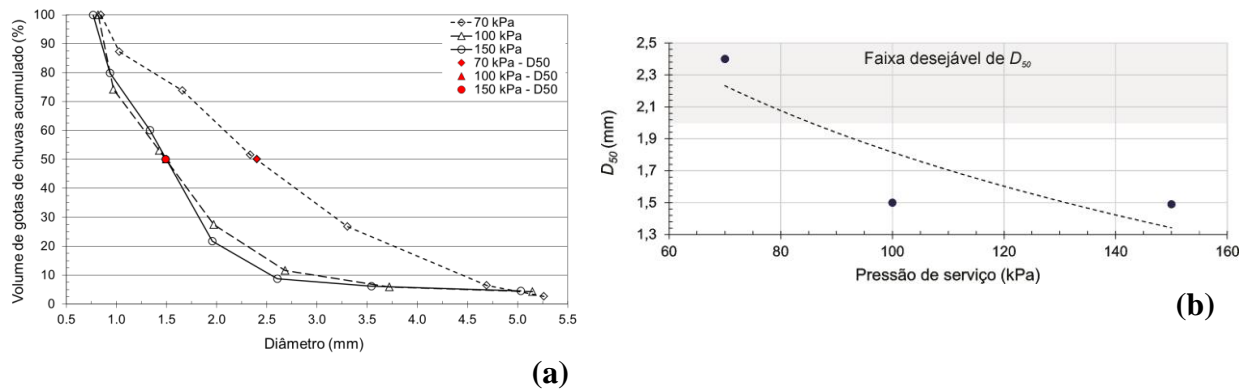 Volume de gotas de chuvas acumulado (%)
100
90
80
70
60
50
40
30
20
10
0
0.5 1.0 1.5 2.0 2.5 3.0 3.5 4.0 4.5 5.0 5.5
Diâmetro (mm)
70 kPa
100 kPa
150 kPa
70 kPa - D50
100 kPa - D50
150 kPa - D50
(a)
D50 (mm)
2,5
2,3
2,1
1,9
1,7
1,5
1,3
Faixa desejável de D50
60 80 100 120 140 160
Pressão de serviço (kPa)
(b)